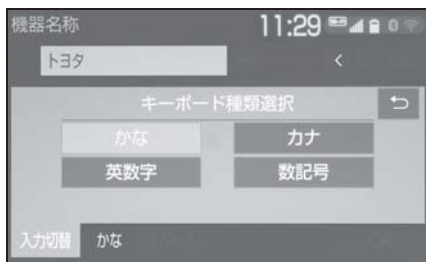 機器名称 11:29
トヨタ
キーボード種類選択
かな カナ
英数字 数記号
入力切替 かな